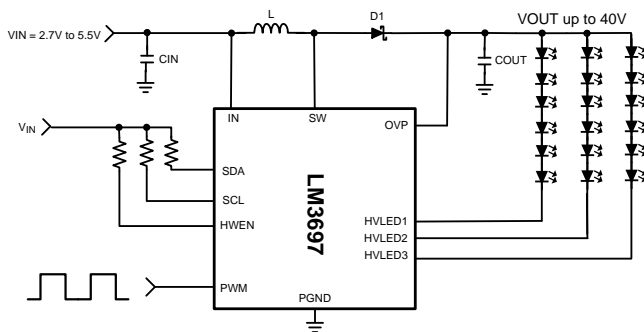 L
D1
VOUT up to 40V
VIN = 2.7V to 5.5V
CIN
COUT
IN
SW
OVP
VIN
SDA
SCL
HWEN
LM3697
HVLED1
HVLED2
HVLED3
PWM
PGND